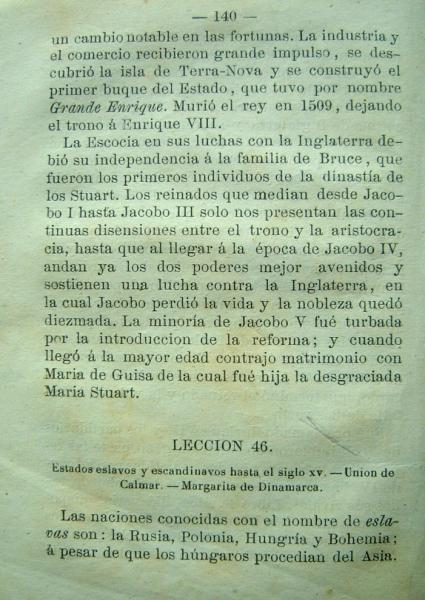 — 140 —
un cambio notable en las fortunas. La industria y
el comercio recibieron grande impulso, se des-
cubrió la isla de Terra-Nova y se construyó el
primer buque del Estado, que tuvo por nombre
Grande Enrique. Murió el rey en 1509, dejando
el trono á Enrique VIII.
La Escocia en sus luchas con la Inglaterra de-
bió su independencia á la familia de Bruce, que
fueron los primeros individuos de la dinastía de
los Stuart. Los reinados que median desde Jaco-
bo I hasta Jacobo III solo nos presentan las con-
tinuas disensiones entre el trono y la aristocra-
cia, hasta que al llegar á la época de Jacobo IV,
andan ya los dos poderes mejor avenidos y
sostienen una lucha contra la Inglaterra, en
la cual Jacobo perdió la vida y la nobleza quedó
diezmada. La minoría de Jacobo V fué turbada
por la introduccion de la reforma; y cuando
llegó á la mayor edad contrajo matrimonio con
Maria de Guisa de la cual fué hija la desgraciada
Maria Stuart.
LECCION 46.
Estados eslavos y escandinavos hasta el siglo XV. — Union de
Calmar. — Margarita de Dinamarca.
Las naciones conocidas con el nombre de esla-
vas son: la Rusia, Polonia, Hungría y Bohemia;
á pesar de que los húngaros procedian del Asia.